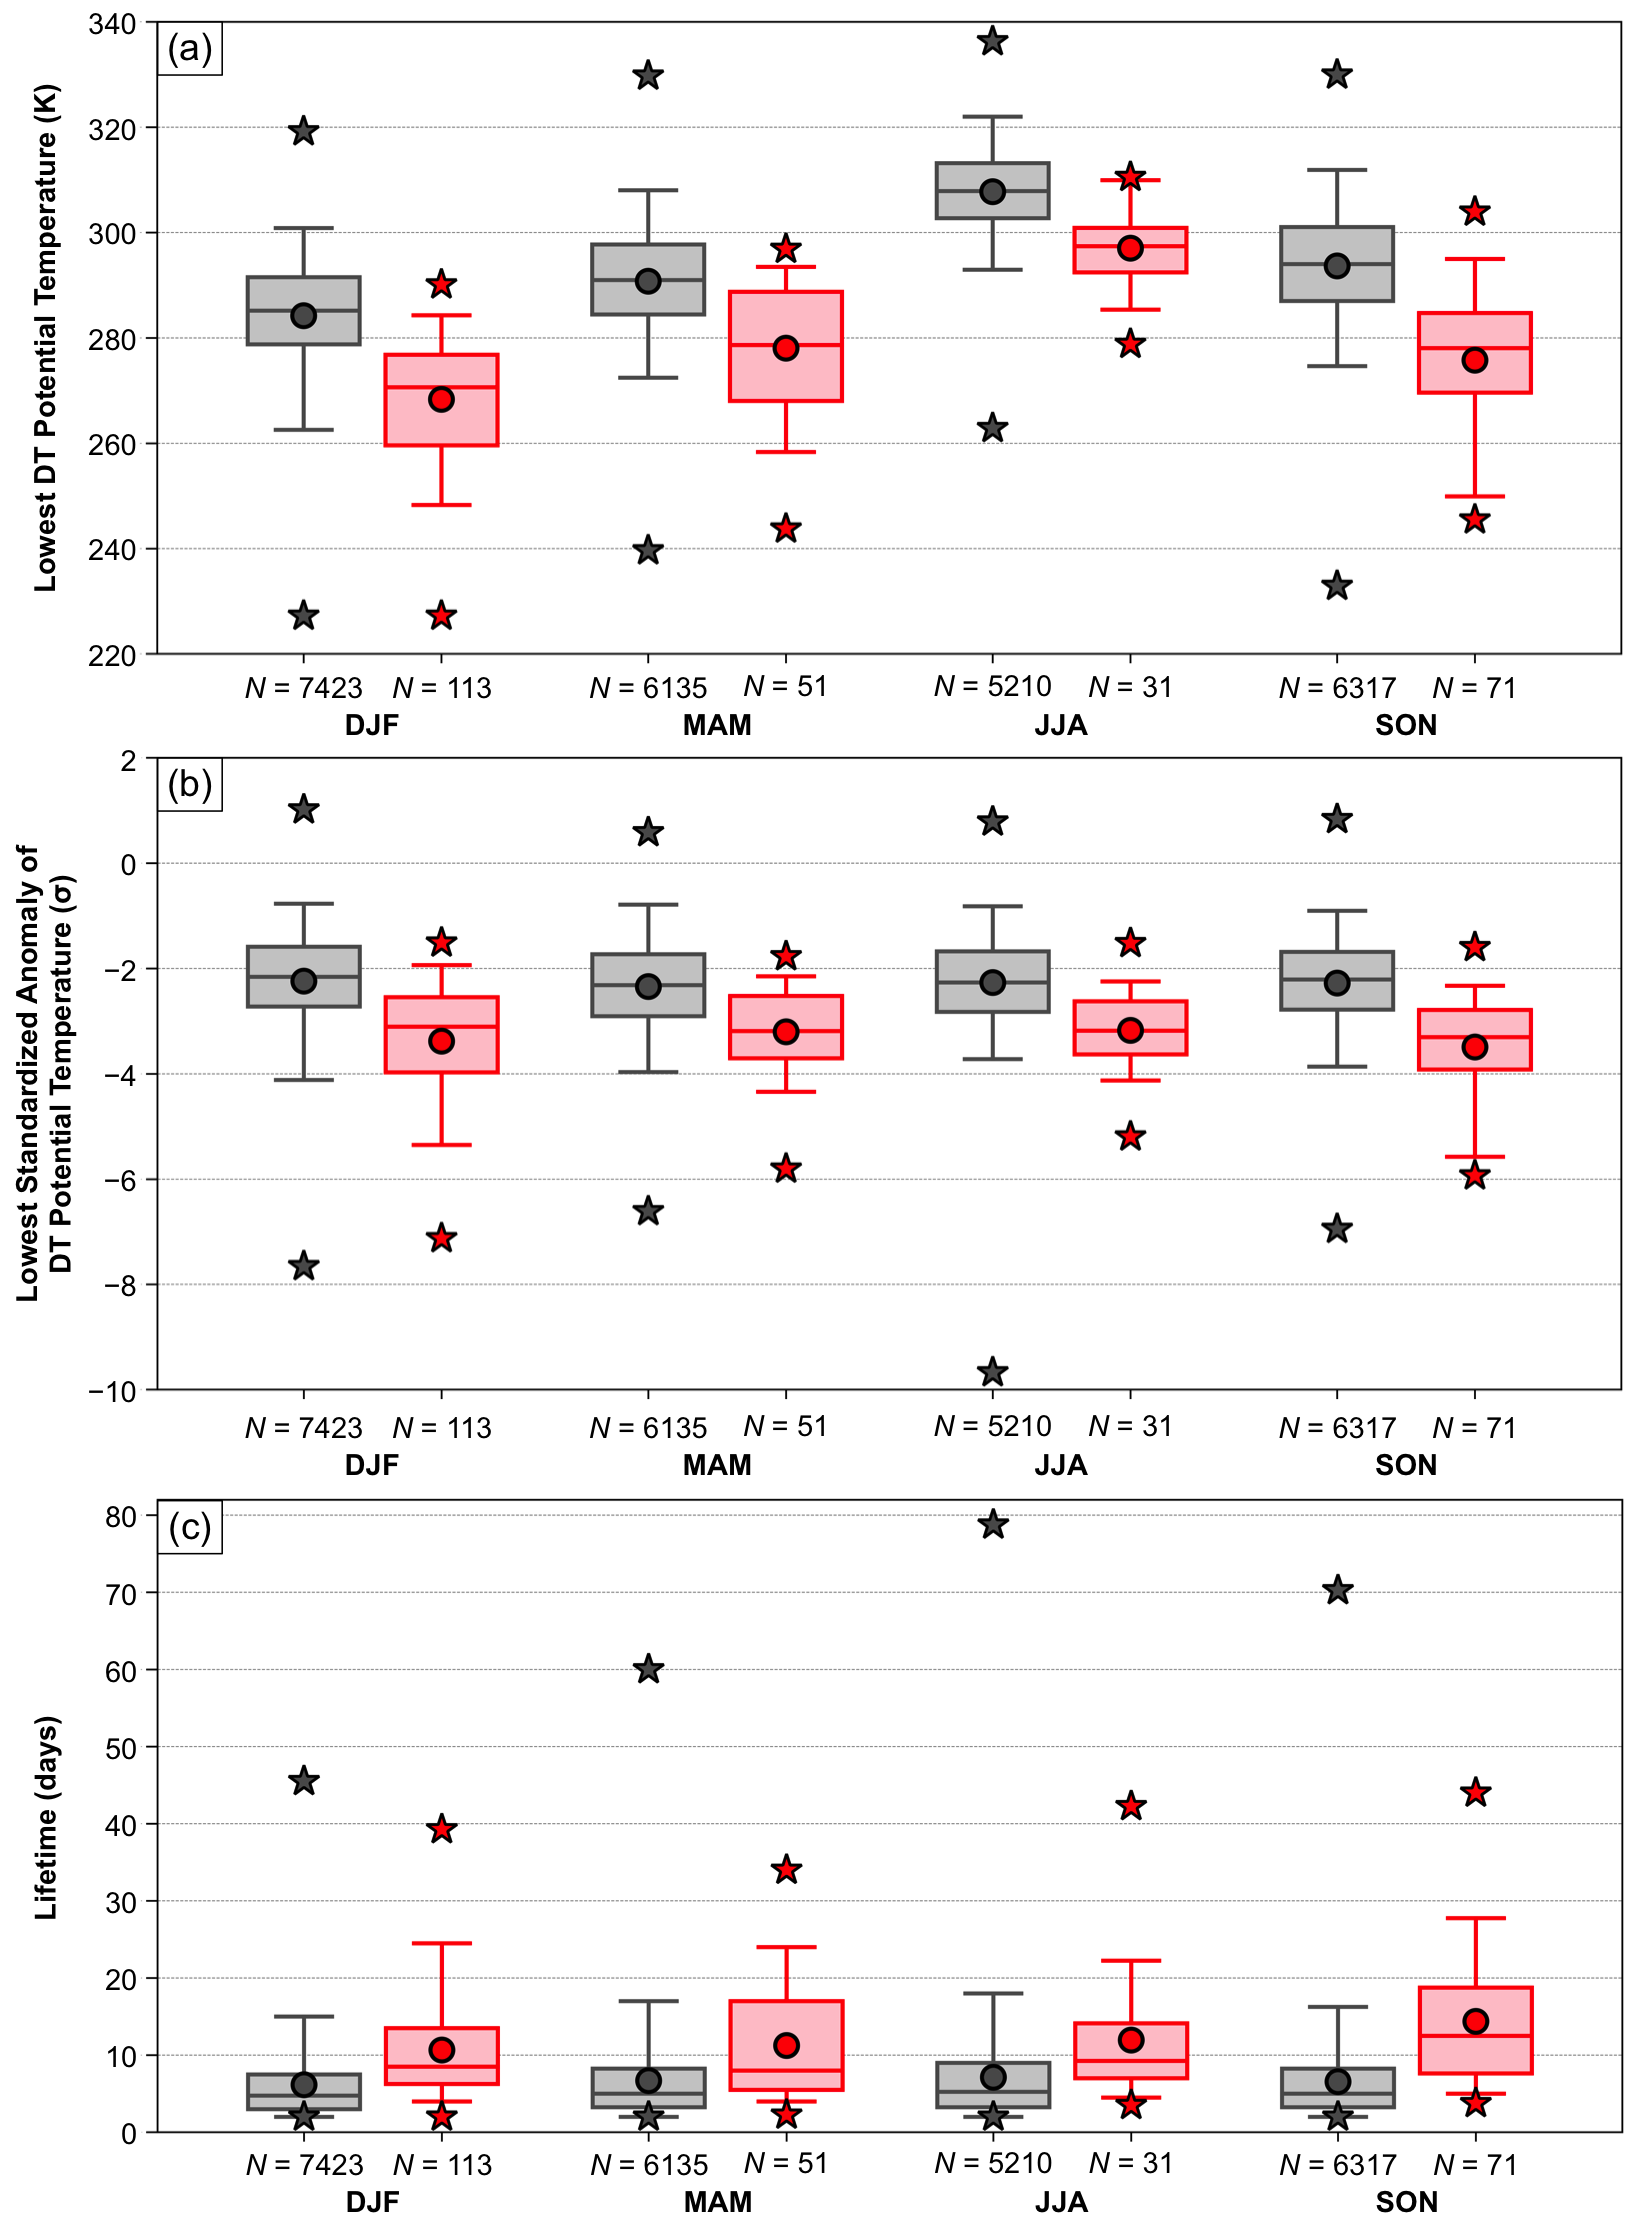 (a)
Lowest DT Potential Temperature (K)
340
320
300
280
260
240
220
N = 7423 N = 113 N = 6135 N = 51 N = 5210 N = 31 N = 6317 N = 71
DJF MAM JJA SON
(b)
Lowest Standardized Anomaly of
DT Potential Temperature (σ)
2
0
−2
−4
−6
−8
−10
N = 7423 N = 113 N = 6135 N = 51 N = 5210 N = 31 N = 6317 N = 71
DJF MAM JJA SON
(c)
Lifetime (days)
80
70
60
50
40
30
20
10
0
N = 7423 N = 113 N = 6135 N = 51 N = 5210 N = 31 N = 6317 N = 71
DJF MAM JJA SON